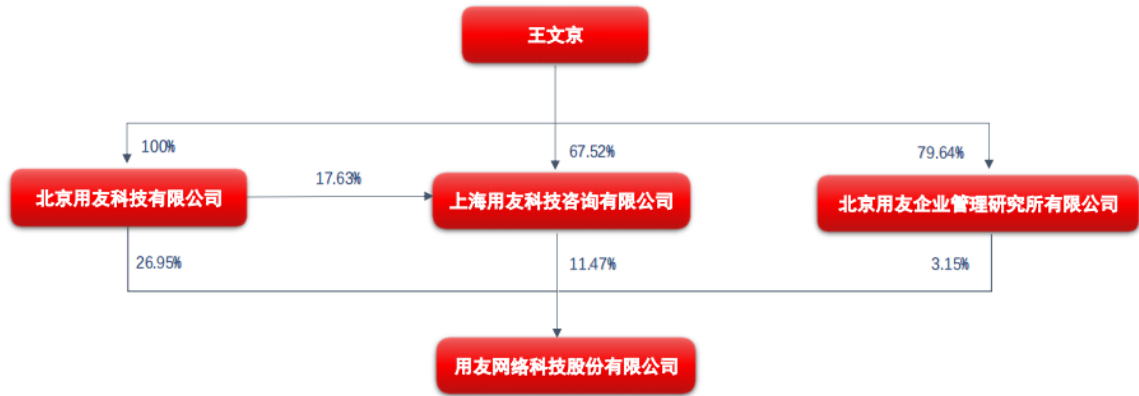 王文京
100%
67.52%
79.64%
北京用友科技有限公司
17.63%
上海用友科技咨询有限公司
北京用友企业管理研究所有限公司
26.95%
11.47%
3.15%
用友网络科技股份有限公司